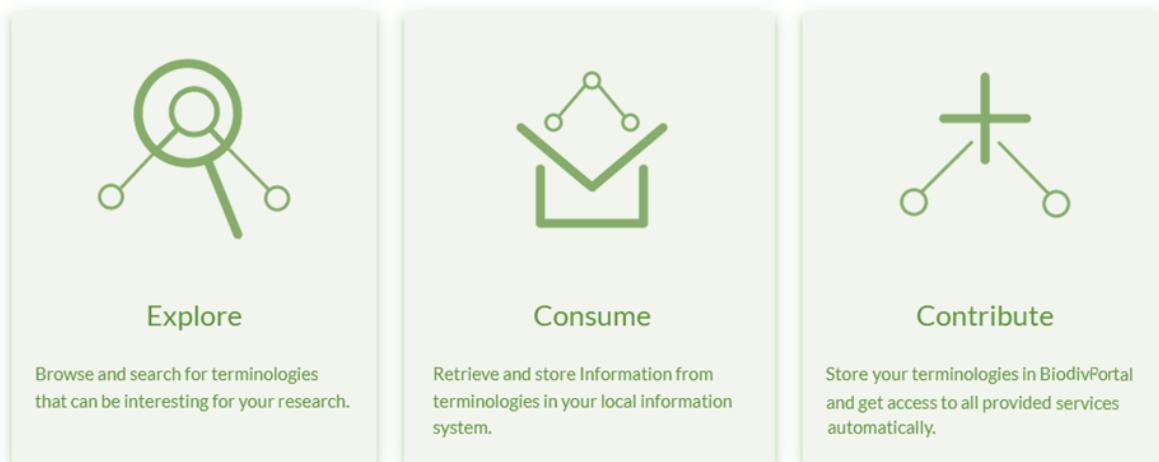 Explore
Browse and search for terminologies
that can be interesting for your research.
Consume
Retrieve and store Information from
terminologies in your local information
system.
Contribute
Store your terminologies in BiodivPortal
and get access to all provided services
automatically.